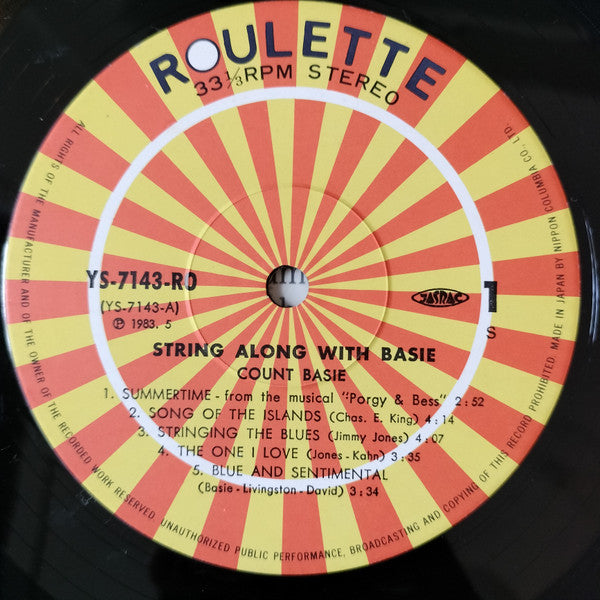 ROULETTE
33 1/3 RPM STEREO
YS-7143-RO
(YS-7143-A)
Ⓟ 1983. 5
JASRAC
1
S
STRING ALONG WITH BASIE
COUNT BASIE
1. SUMMERTIME - from the musical "Porgy & Bess" 2:52
2. SONG OF THE ISLANDS (Chas. E. King) 4:14
3. STRINGING THE BLUES (Jimmy Jones) 4:07
4. THE ONE I LOVE (Jones-Kahn) 3:35
5. BLUE AND SENTIMENTAL
(Basie-Livingston-David) 3:34
ALL RIGHTS OF THE MANUFACTURER AND OF THE OWNER OF THE RECORDED WORK RESERVED. UNAUTHORIZED PUBLIC PERFORMANCE, BROADCASTING AND COPYING OF THIS RECORD PROHIBITED. MADE IN JAPAN BY NIPPON COLUMBIA CO., LTD.